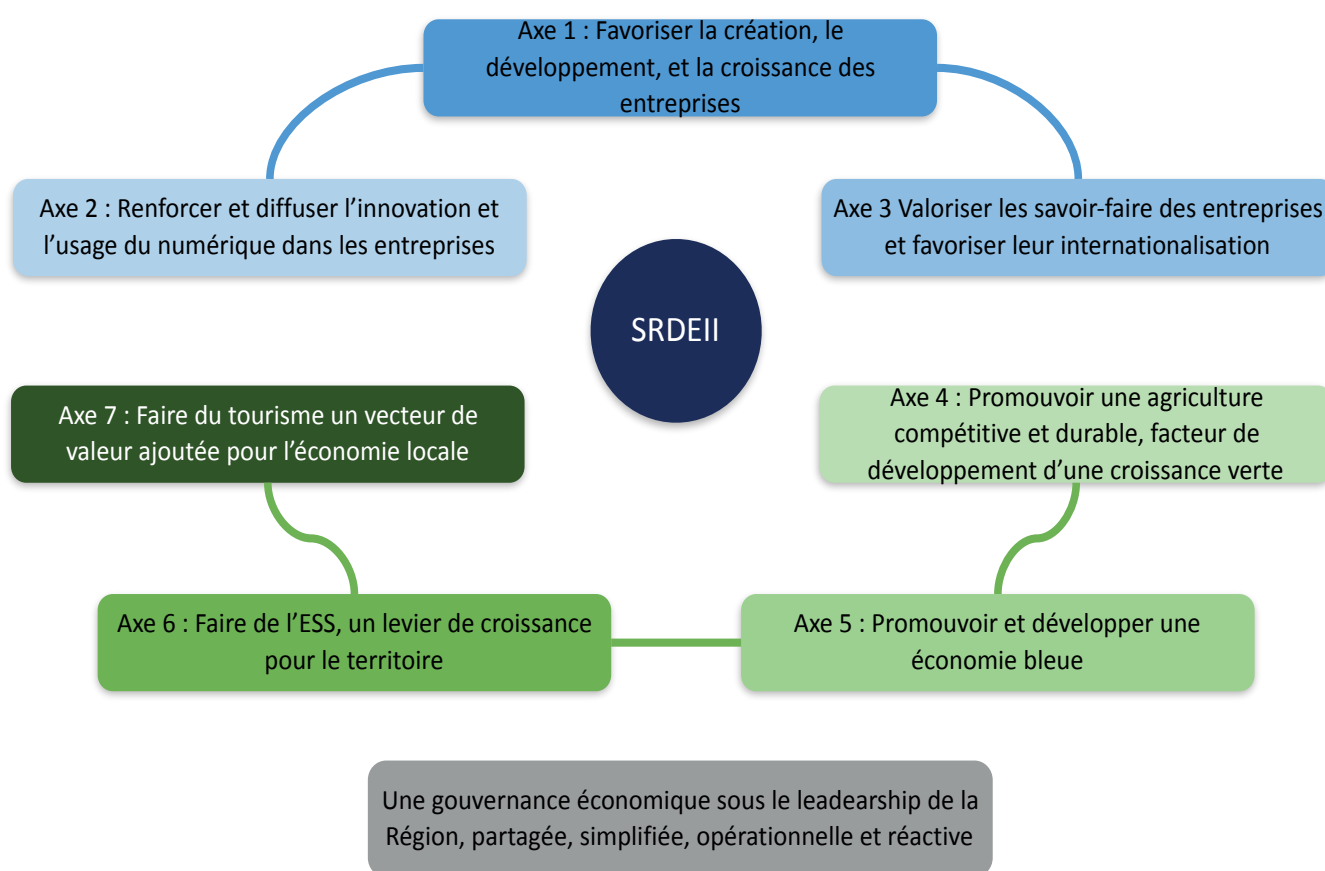 Axe 1 : Favoriser la création, le
développement, et la croissance des
entreprises
Axe 2 : Renforcer et diffuser l’innovation et
l’usage du numérique dans les entreprises
Axe 3 Valoriser les savoir-faire des entreprises
et favoriser leur internationalisation
SRDEII
Axe 7 : Faire du tourisme un vecteur de
valeur ajoutée pour l’économie locale
Axe 4 : Promouvoir une agriculture
compétitive et durable, facteur de
développement d’une croissance verte
Axe 6 : Faire de l’ESS, un levier de croissance
pour le territoire
Axe 5 : Promouvoir et développer une
économie bleue
Une gouvernance économique sous le leadearship de la
Région, partagée, simplifiée, opérationnelle et réactive